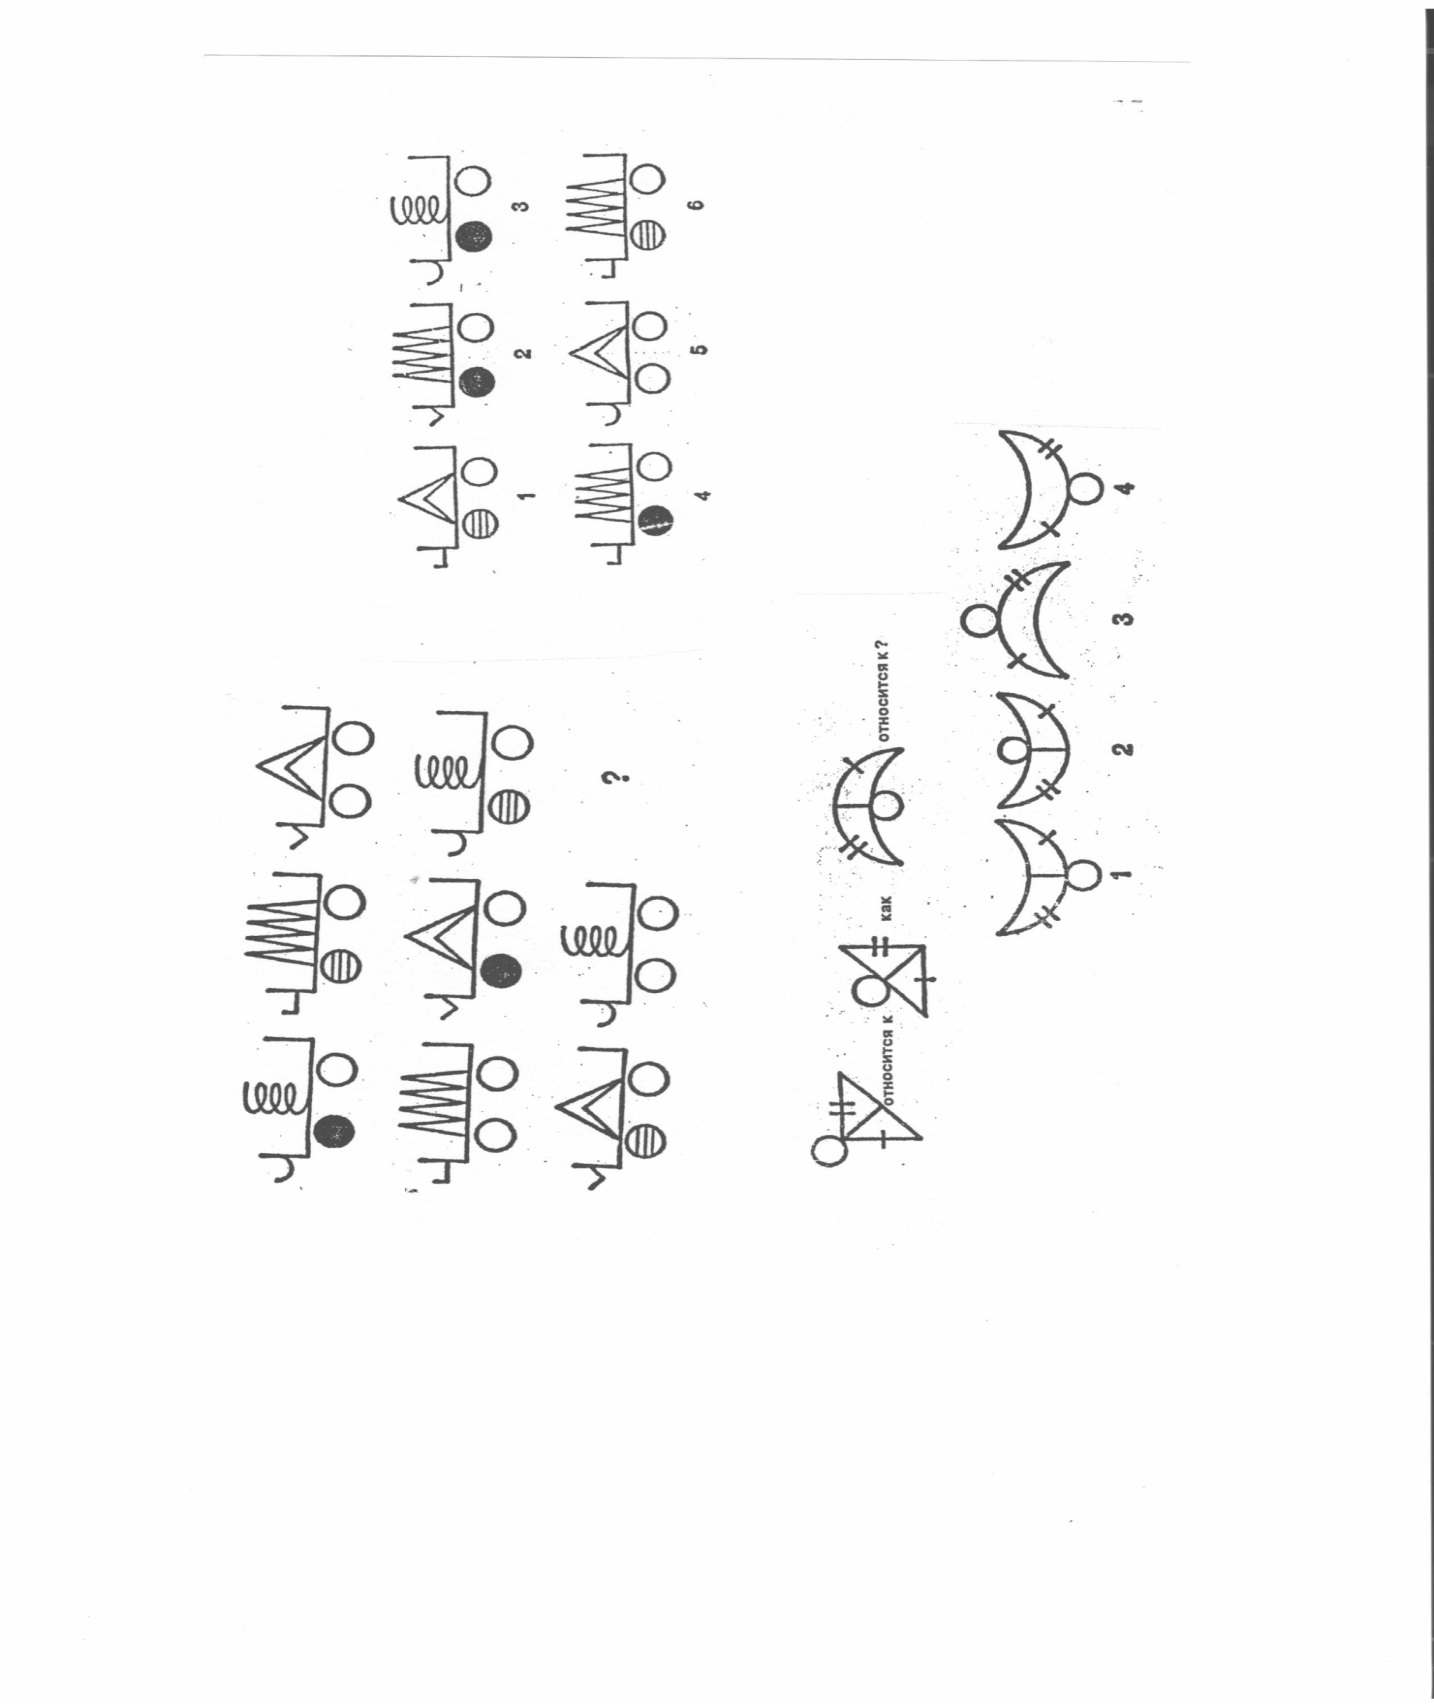 ?
1 2 3
4 5 6
относится к
как
относится к?
1 2 3 4